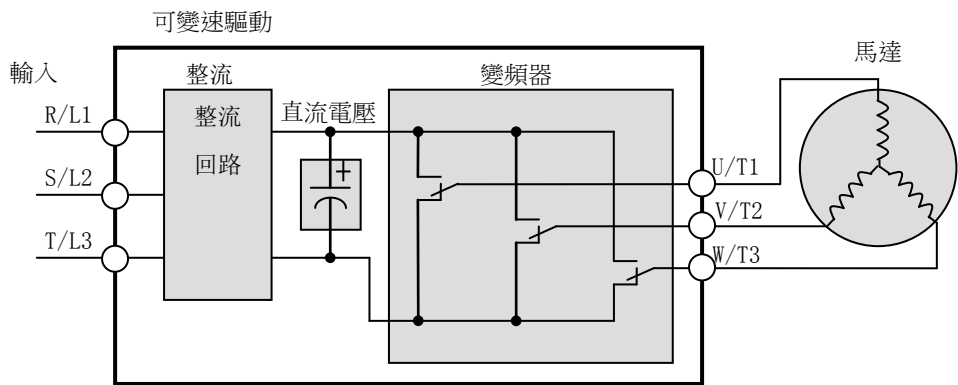 可變速驅動
輸入
整流
變頻器
馬達
R/L1
整流
回路
直流電壓
+
S/L2
T/L3
U/T1
V/T2
W/T3